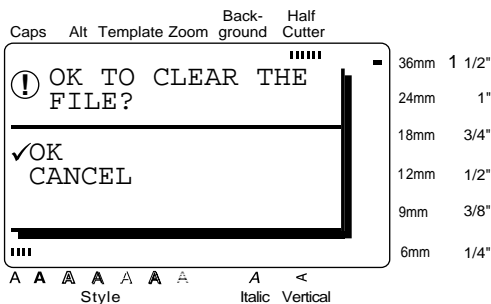 Back- Half
Caps Alt Template Zoom ground Cutter
OK TO CLEAR THE
FILE?
OK
CANCEL
36mm 1 1/2"
24mm 1"
18mm 3/4"
12mm 1/2"
9mm 3/8"
6mm 1/4"
A A A A A A A A A
Style Italic Vertical